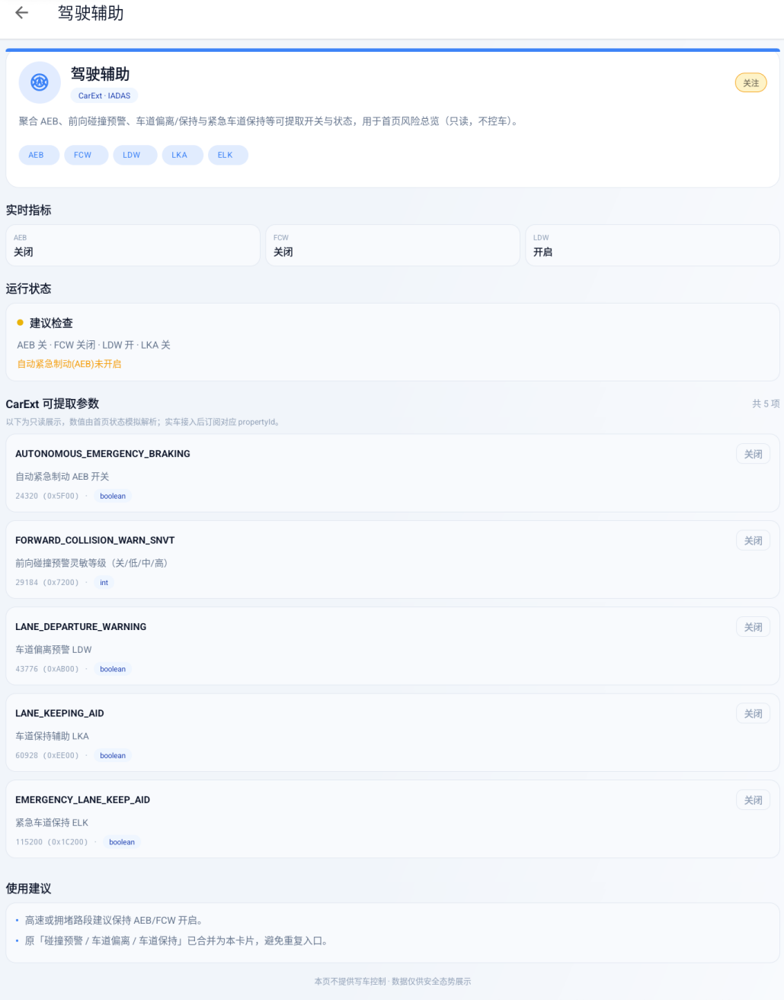 驾驶辅助
驾驶辅助
CarExt · IADAS
关注
聚合 AEB、前向碰撞预警、车道偏离/保持与紧急车道保持等可提取开关与状态，用于首页风险总览（只读，不控车）。
AEB FCW LDW LKA ELK
实时指标
AEB
关闭
FCW
关闭
LDW
开启
运行状态
建议检查
AEB 关 · FCW 关闭 · LDW 开 · LKA 关
自动紧急制动(AEB)未开启
CarExt 可提取参数
共 5 项
以下为只读展示，数值由首页状态模拟解析；实车接入后订阅对应 propertyId。
AUTONOMOUS_EMERGENCY_BRAKING
关闭
自动紧急制动 AEB 开关
24320 (0x5F00) · boolean
FORWARD_COLLISION_WARN_SNVT
关闭
前向碰撞预警灵敏等级（关/低/中/高）
29184 (0x7200) · int
LANE_DEPARTURE_WARNING
关闭
车道偏离预警 LDW
43776 (0xAB00) · boolean
LANE_KEEPING_AID
关闭
车道保持辅助 LKA
60928 (0xEE00) · boolean
EMERGENCY_LANE_KEEP_AID
关闭
紧急车道保持 ELK
115200 (0x1C200) · boolean
使用建议
• 高速或拥堵路段建议保持 AEB/FCW 开启。
• 原「碰撞预警 / 车道偏离 / 车道保持」已合并为本卡片，避免重复入口。
本页不提供写车控制 · 数据仅供安全态势展示